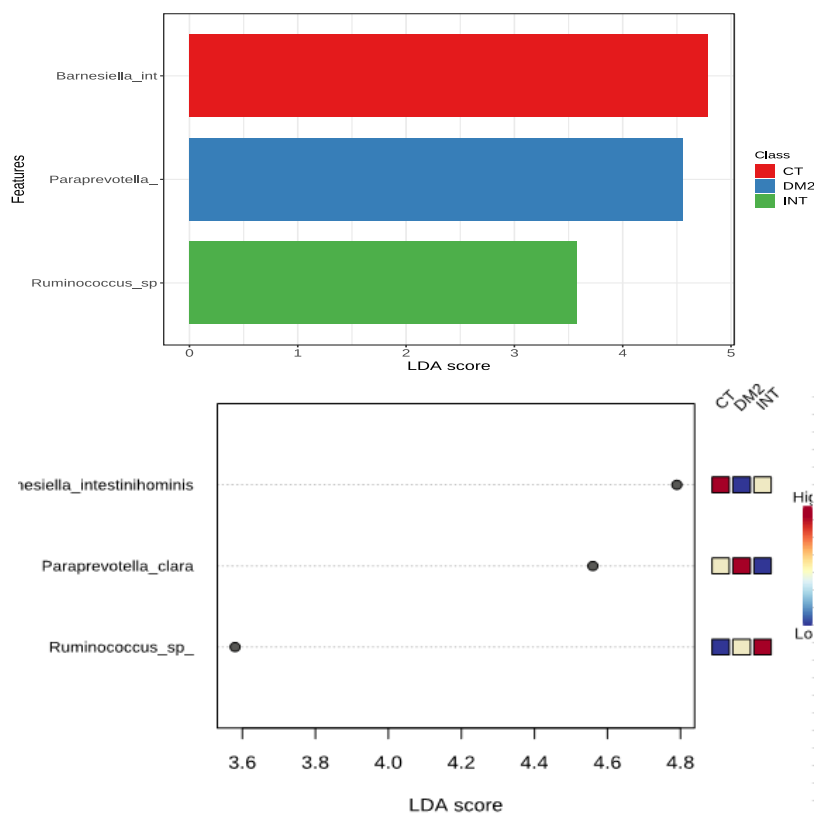 Barnesiella_int
Paraprevotella_
Ruminococcus_sp
Features
0 1 2 3 4 5
LDA score
Class
CT
DM2
INT
CT DM2 INT
nesiella_intestinihominis
Paraprevotella_clara
Ruminococcus_sp_
Hig
Lo
3.6 3.8 4.0 4.2 4.4 4.6 4.8
LDA score